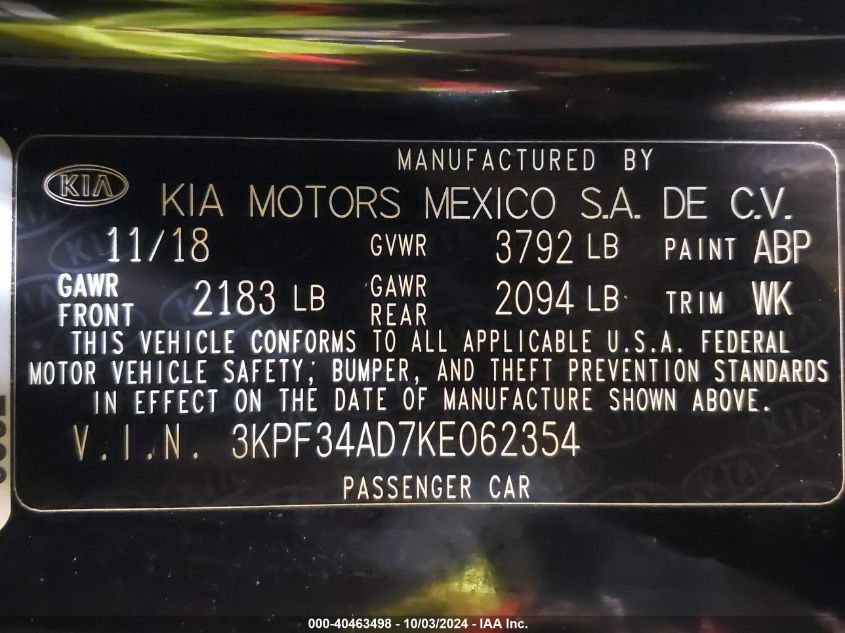 MANUFACTURED BY
KIA KIA MOTORS MEXICO S.A. DE C.V.
11/18 GVWR 3792 LB PAINT ABP
GAWR FRONT 2183 LB GAWR REAR 2094 LB TRIM WK
THIS VEHICLE CONFORMS TO ALL APPLICABLE U.S.A. FEDERAL
MOTOR VEHICLE SAFETY, BUMPER, AND THEFT PREVENTION STANDARDS
IN EFFECT ON THE DATE OF MANUFACTURE SHOWN ABOVE.
V.I.N. 3KPF34AD7KE062354
PASSENGER CAR
000-40463498 - 10/03/2024 - IAA Inc.